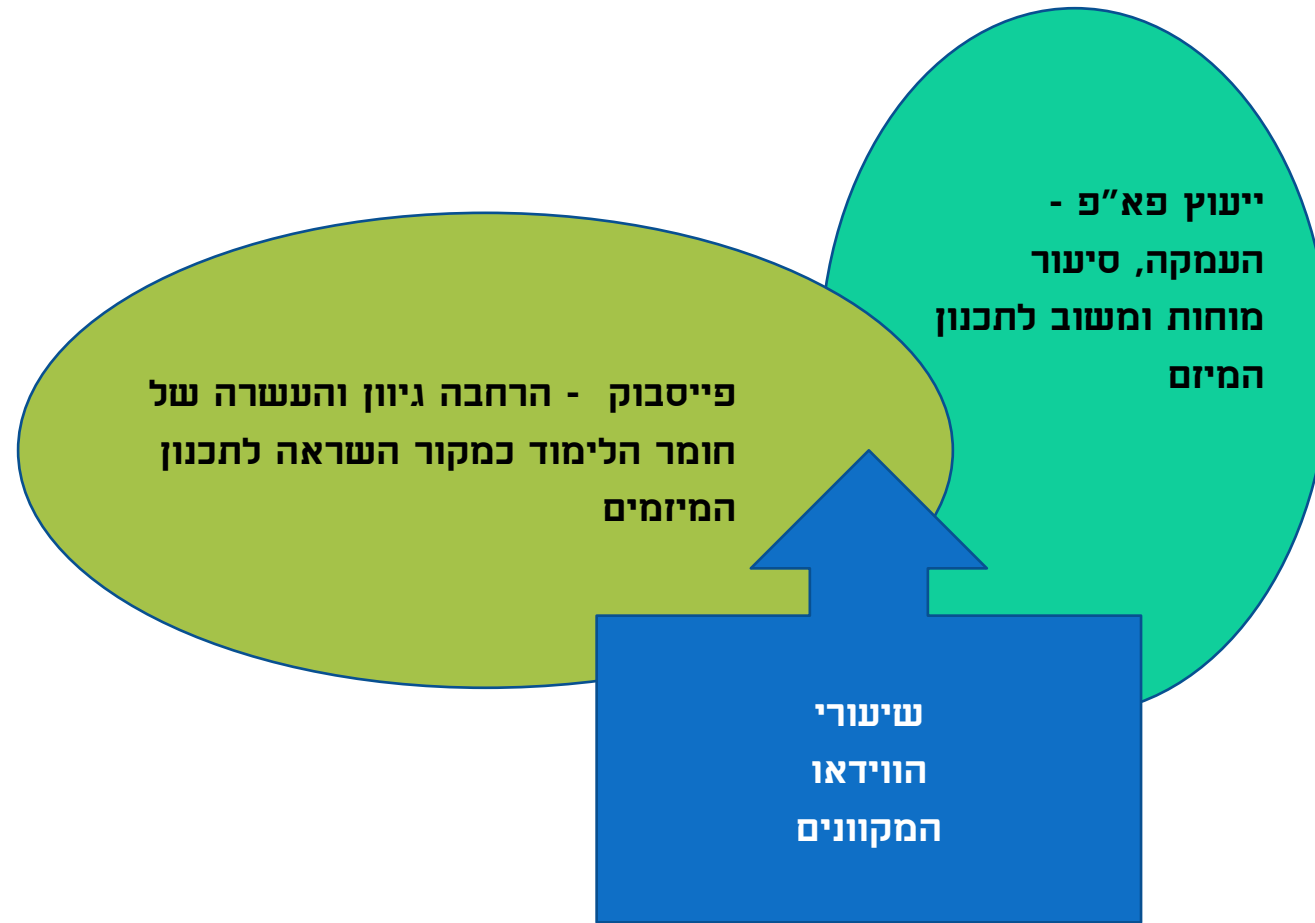 ייעוץ פא"פ -
העמקה, סיעור
מוחות ומשוב לתכנון
המיזם
פייסבוק - הרחבה גיוון והעשרה של
חומר הלימוד כמקור השראה לתכנון
המיזמים
שיעורי
הווידאו
המקוונים